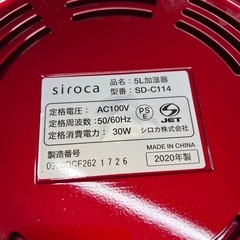 siroca
品名：5L加湿器
型番：SD-C114
定格電圧：AC100V
定格周波数：50/60Hz
定格消費電力：30W
PS
E
JET
シロカ株式会社
MADE IN CHINA
製造番号
2020年製
1726